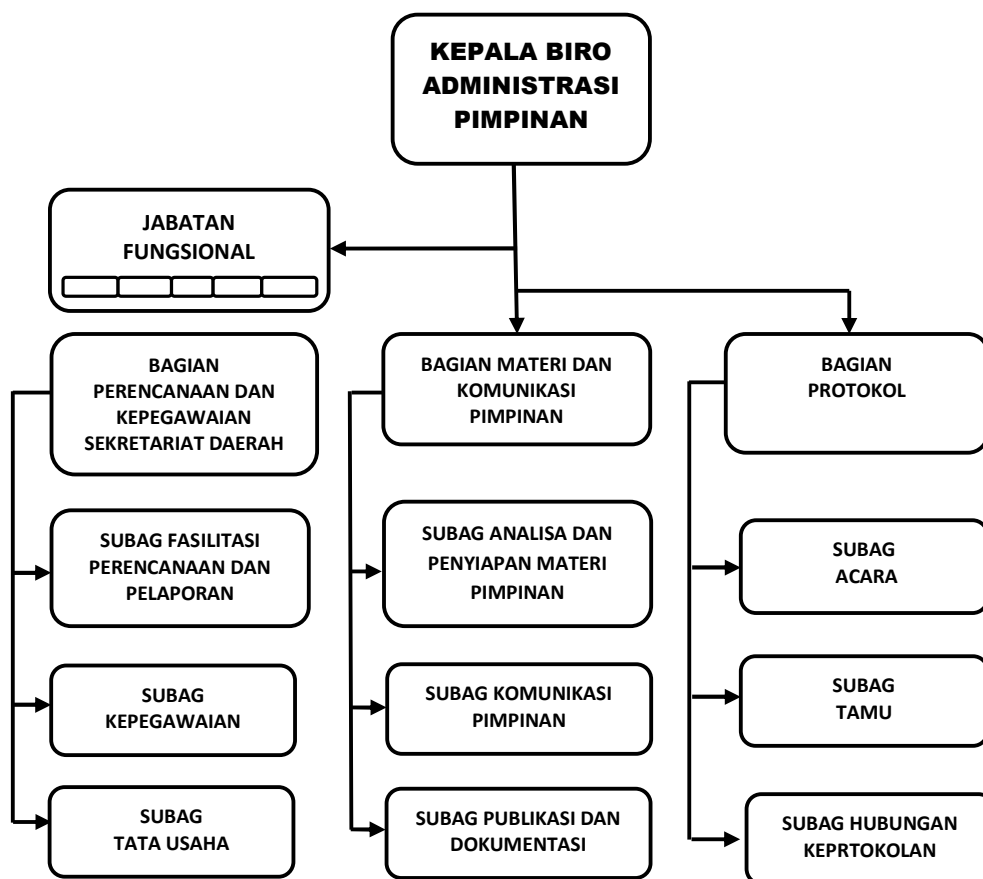 KEPALA BIRO
ADMINISTRASI
PIMPINAN
JABATAN
FUNGSIONAL
BAGIAN
PERENCANAAN DAN
KEPEGAWAIAN
SEKRETARIAT DAERAH
BAGIAN MATERI DAN
KOMUNIKASI
PIMPINAN
BAGIAN
PROTOKOL
SUBAG FASILITASI
PERENCANAAN DAN
PELAPORAN
SUBAG ANALISA DAN
PENYIAPAN MATERI
PIMPINAN
SUBAG
ACARA
SUBAG
KEPEGAWAIAN
SUBAG KOMUNIKASI
PIMPINAN
SUBAG
TAMU
SUBAG
TATA USAHA
SUBAG PUBLIKASI DAN
DOKUMENTASI
SUBAG HUBUNGAN
KEPRTOKOLAN